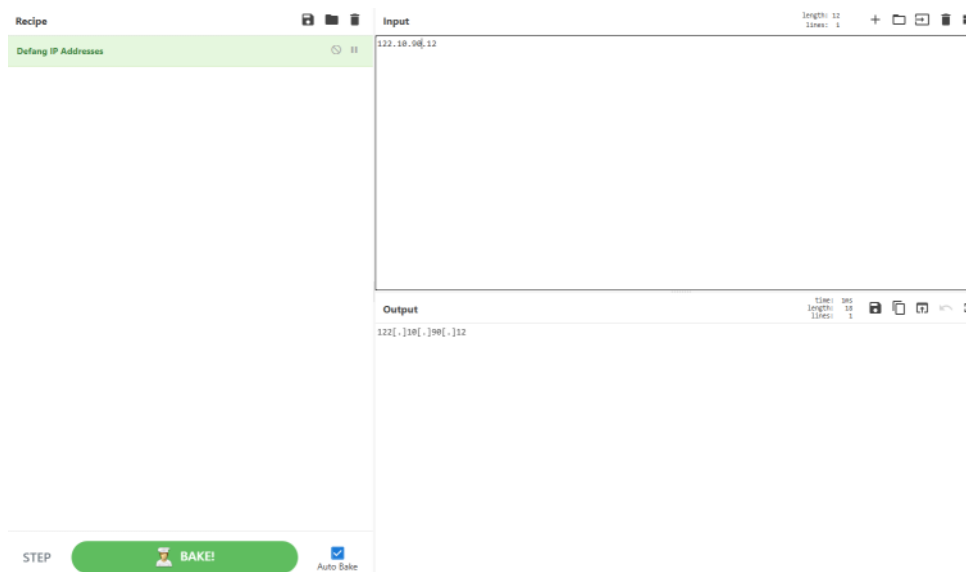 Recipe
Defang IP Addresses
STEP
BAKE!
Auto Bake
Input
length: 12
lines: 1
122.10.90.12
Output
time: 1ms
length: 18
lines: 1
122[.]10[.]90[.]12